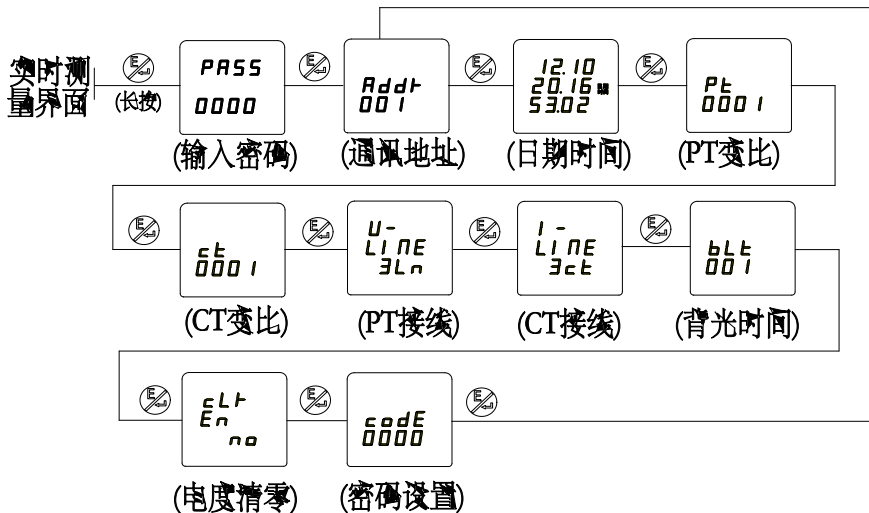 实时测
量界面
E
(长按)
PASS
0000
(输入密码)
E
Addr
001
(通讯地址)
E
12.10
20.16
53.02
(日期时间)
E
Pt
0001
(PT变比)
E
ct
0001
(CT变比)
E
U-
LINE
3Ln
(PT接线)
E
I-
LINE
3ct
(CT接线)
E
bLt
001
(背光时间)
E
cLr
En
no
(电度清零)
E
codE
0000
(密码设置)
E